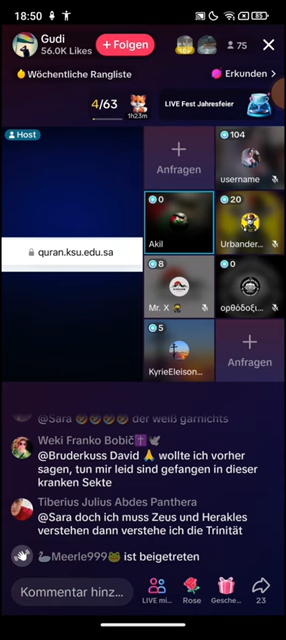 18:50
85
Gudi
56.0K Likes
+ Folgen
75
Wöchentliche Rangliste
Erkunden >
4/63
1h23m
LIVE Fest Jahresfeier
Host
quran.ksu.edu.sa
Anfragen
104
username
0
Akil
20
Urbander...
8
Mr. X
0
ορθόδοξι...
5
KyrieEleison...
Anfragen
@Sara 🤣🤣🤣🤣 der weiß garnichts
Weki Franko Bobič✝️🕊️
@Bruderkuss David 🙏 wollte ich vorher
sagen, tun mir leid sind gefangen in dieser
kranken Sekte
Tiberius Julius Abdes Panthera
@Sara doch ich muss Zeus und Herakles
verstehen dann verstehe ich die Trinität
🦢Meerle999🐸 ist beigetreten
Kommentar hinz...
LIVE mi...
Rose
Gesche...
23